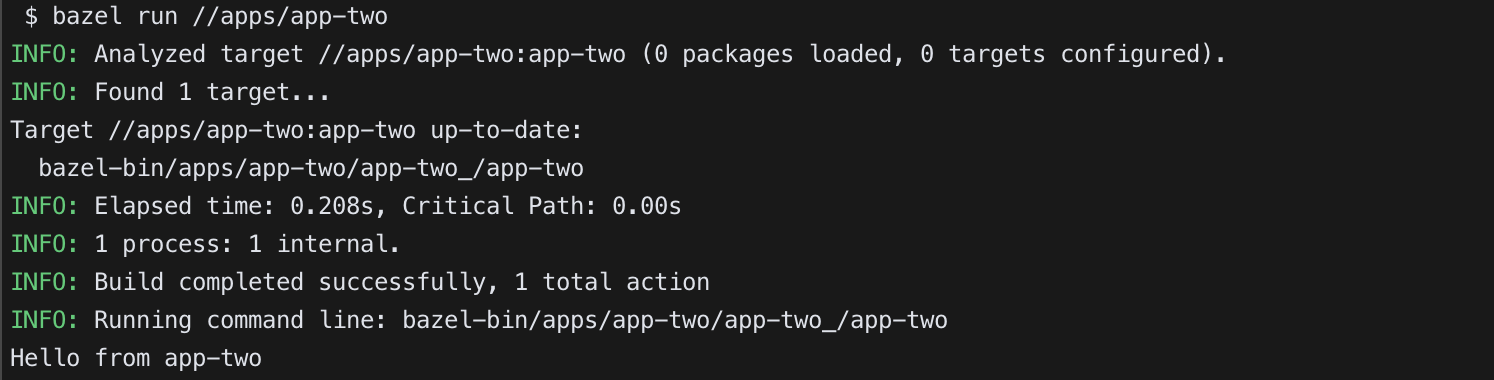 $ bazel run //apps/app-two
INFO: Analyzed target //apps/app-two:app-two (0 packages loaded, 0 targets configured).
INFO: Found 1 target...
Target //apps/app-two:app-two up-to-date:
  bazel-bin/apps/app-two/app-two_/app-two
INFO: Elapsed time: 0.208s, Critical Path: 0.00s
INFO: 1 process: 1 internal.
INFO: Build completed successfully, 1 total action
INFO: Running command line: bazel-bin/apps/app-two/app-two_/app-two
Hello from app-two